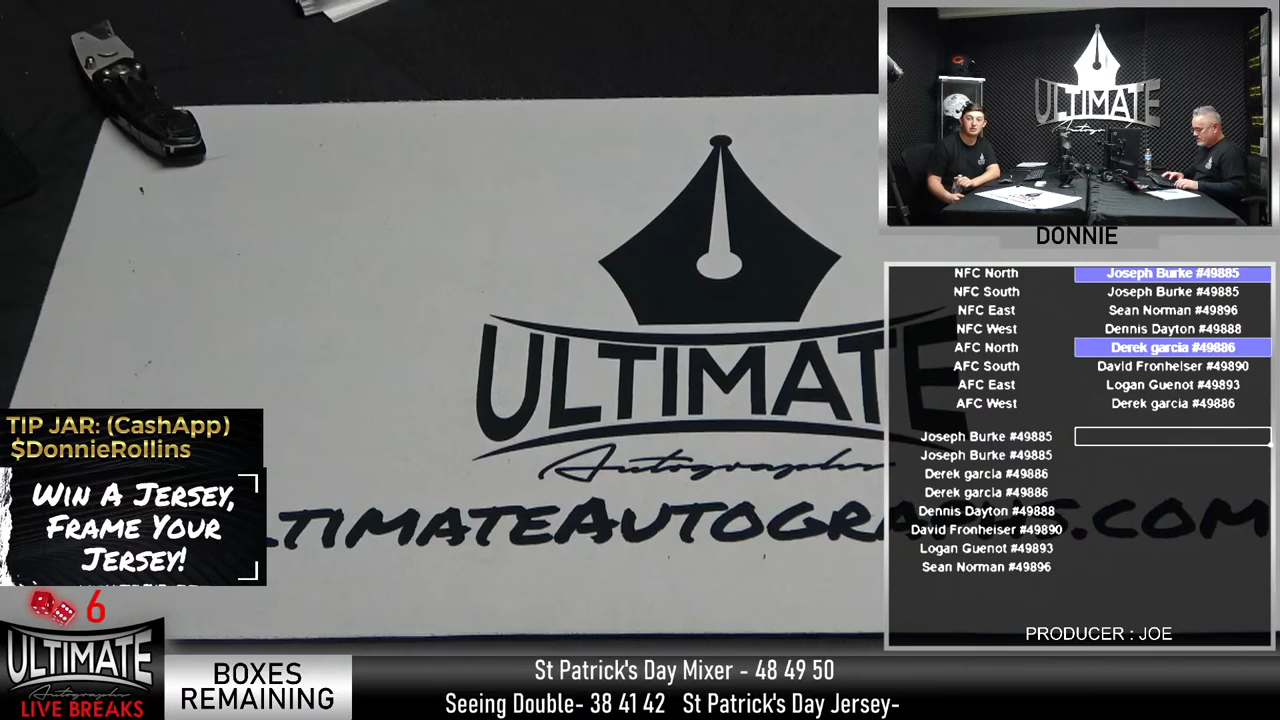 ULTIMATE
Autographs
DONNIE
ULTIMATE
Autographs
ULTIMATEAUTOGRAPHS.COM
NFC North Joseph Burke #49885
NFC South Joseph Burke #49885
NFC East Sean Norman #49896
NFC West Dennis Dayton #49888
AFC North Derek garcia #49886
AFC South David Fronheiser #49890
AFC East Logan Guenot #49893
AFC West Derek garcia #49886
Joseph Burke #49885
Joseph Burke #49885
Derek garcia #49886
Derek garcia #49886
Dennis Dayton #49888
David Fronheiser #49890
Logan Guenot #49893
Sean Norman #49896
PRODUCER : JOE
TIP JAR: (CashApp)
$DonnieRollins
WIN A JERSEY,
FRAME YOUR
JERSEY!
6
ULTIMATE
Autographs
LIVE BREAKS
BOXES
REMAINING
St Patrick's Day Mixer - 48 49 50
Seeing Double- 38 41 42 St Patrick's Day Jersey-